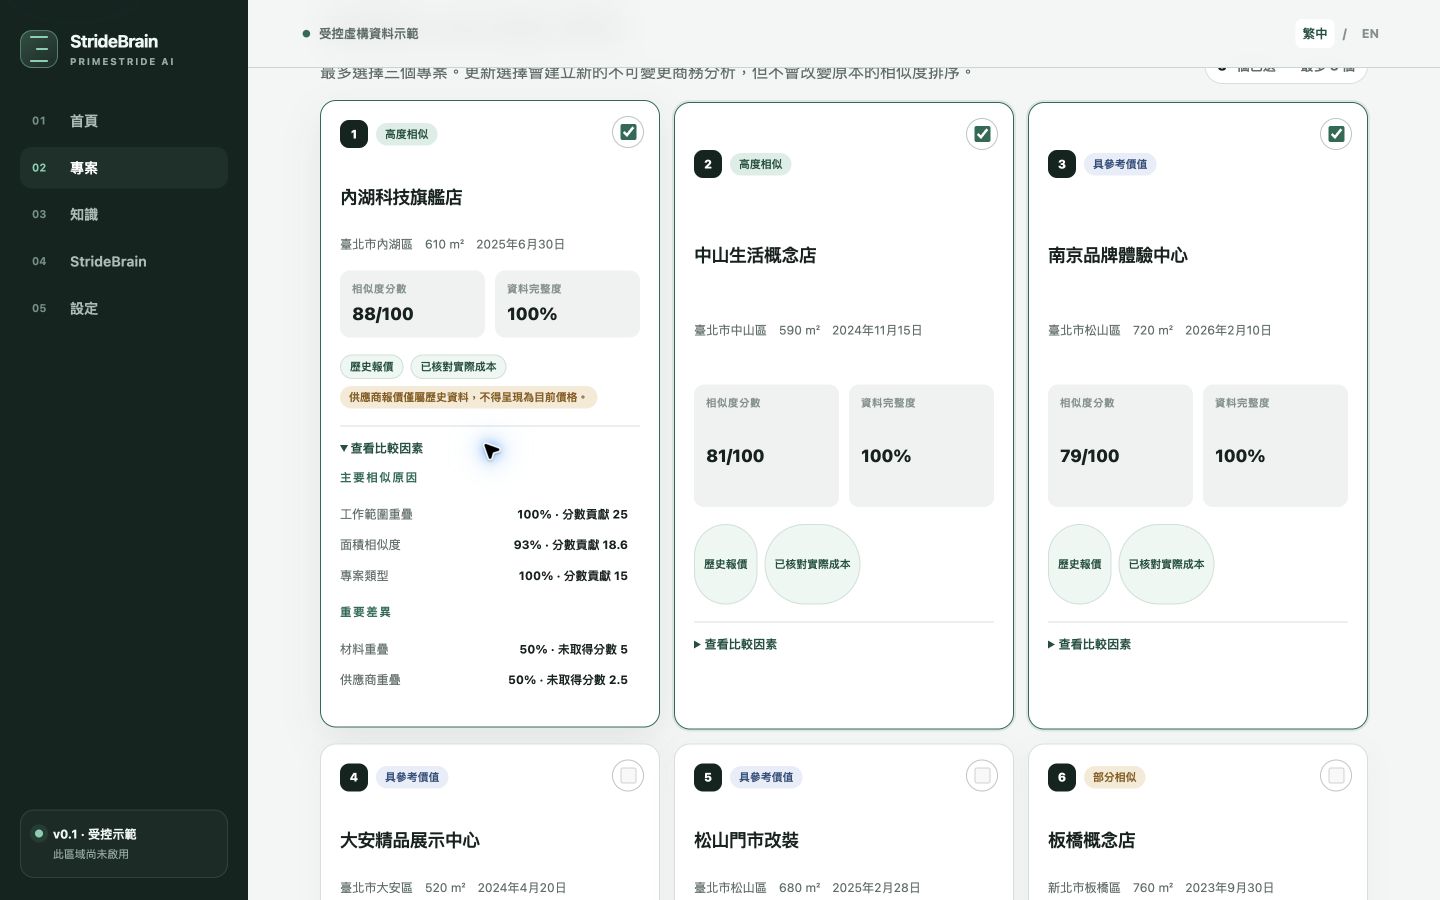 StrideBrain
PRIMESTRIDE AI
01 首頁
02 專案
03 知識
04 StrideBrain
05 設定
v0.1 · 受控示範
此區域尚未啟用
受控虛構資料示範
繁中 / EN
最多選擇三個專案。更新選擇會建立新的不可變更商務分析，但不會改變原本的相似度排序。
1 高度相似
內湖科技旗艦店
臺北市內湖區 610 m² 2025年6月30日
相似度分數 資料完整度
88/100 100%
歷史報價 已核對實際成本
供應商報價僅屬歷史資料，不得呈現為目前價格。
▼查看比較因素
主要相似原因
工作範圍重疊 100% · 分數貢獻 25
面積相似度 93% · 分數貢獻 18.6
專案類型 100% · 分數貢獻 15
重要差異
材料重疊 50% · 未取得分數 5
供應商重疊 50% · 未取得分數 2.5
2 高度相似
中山生活概念店
臺北市中山區 590 m² 2024年11月15日
相似度分數 資料完整度
81/100 100%
歷史報價 已核對實際成本
▶查看比較因素
3 具參考價值
南京品牌體驗中心
臺北市松山區 720 m² 2026年2月10日
相似度分數 資料完整度
79/100 100%
歷史報價 已核對實際成本
▶查看比較因素
4 具參考價值
大安精品展示中心
臺北市大安區 520 m² 2024年4月20日
5 具參考價值
松山門市改裝
臺北市松山區 680 m² 2025年2月28日
6 部分相似
板橋概念店
新北市板橋區 760 m² 2023年9月30日